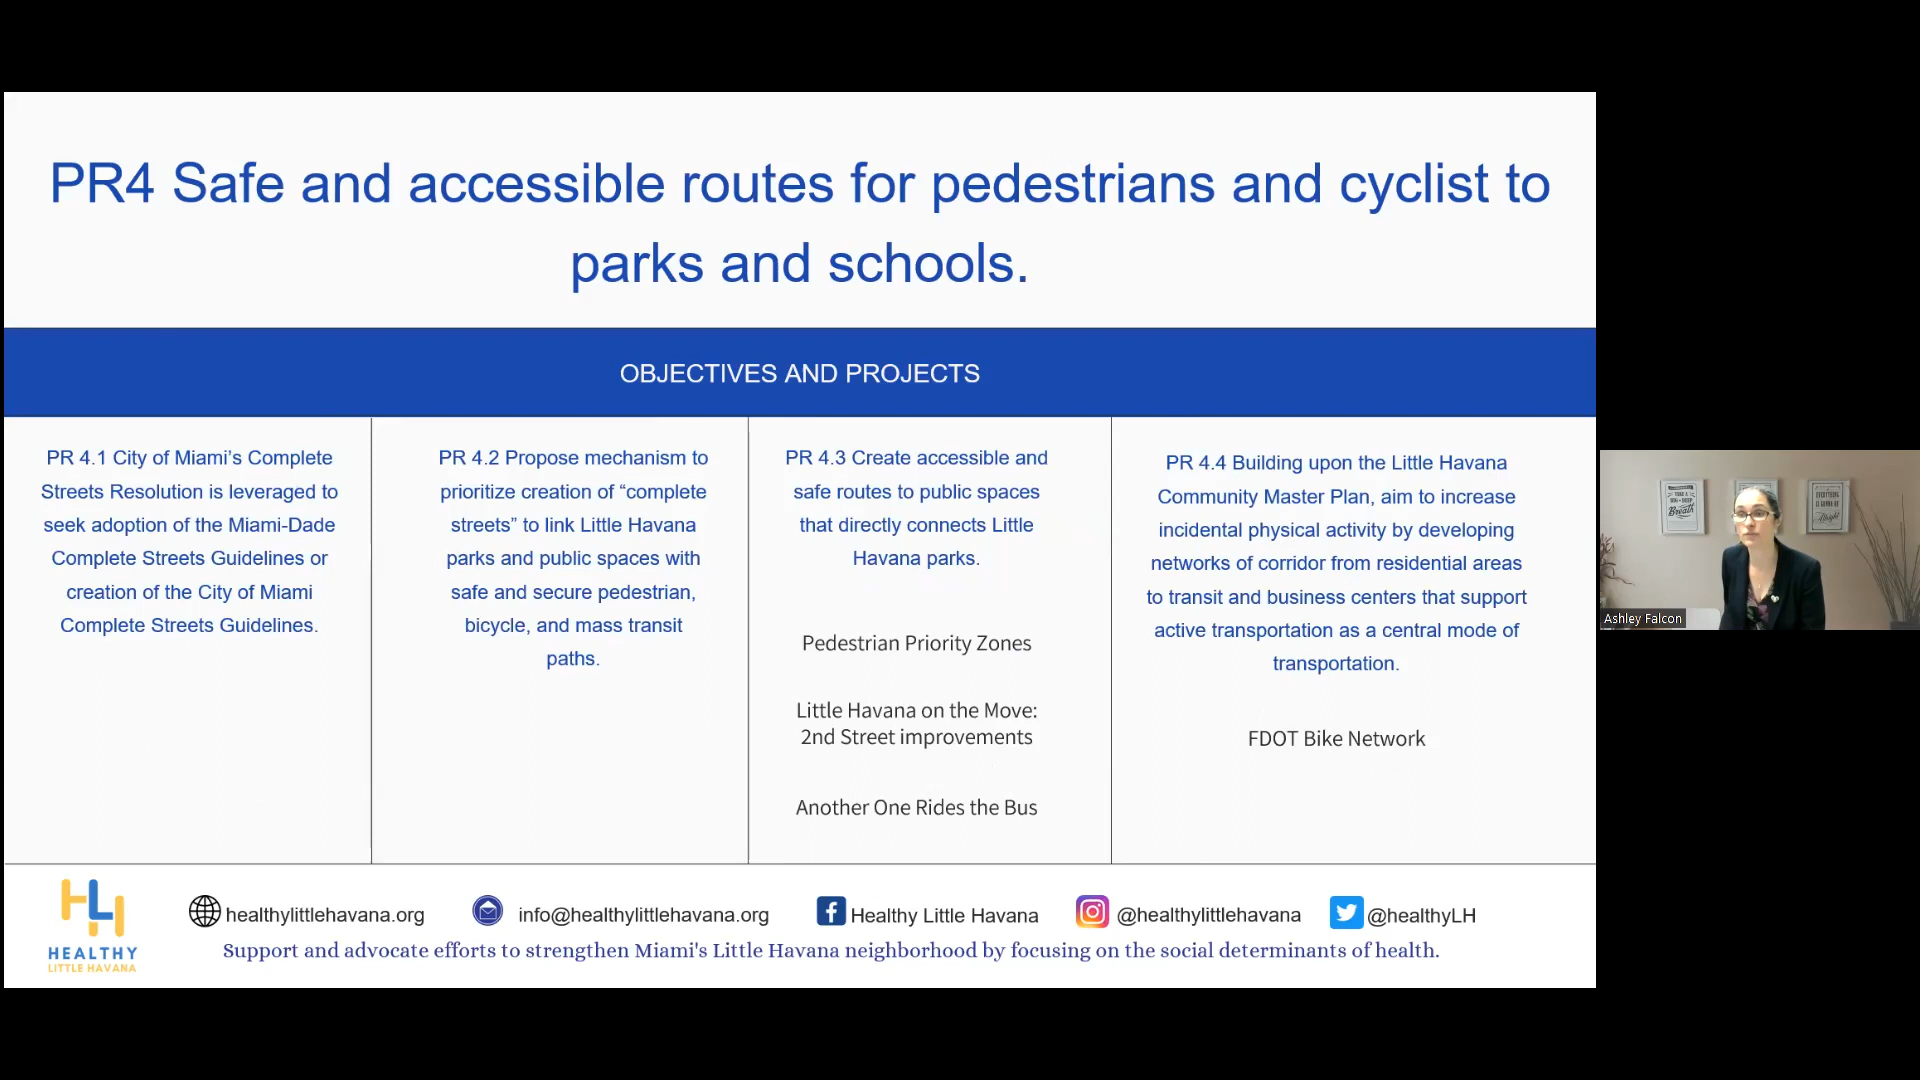 PR4 Safe and accessible routes for pedestrians and cyclist to
parks and schools.
OBJECTIVES AND PROJECTS
PR 4.1 City of Miami's Complete
Streets Resolution is leveraged to
seek adoption of the Miami-Dade
Complete Streets Guidelines or
creation of the City of Miami
Complete Streets Guidelines.
PR 4.2 Propose mechanism to
prioritize creation of “complete
streets” to link Little Havana
parks and public spaces with
safe and secure pedestrian,
bicycle, and mass transit
paths.
PR 4.3 Create accessible and
safe routes to public spaces
that directly connects Little
Havana parks.
Pedestrian Priority Zones
Little Havana on the Move:
2nd Street improvements
Another One Rides the Bus
PR 4.4 Building upon the Little Havana
Community Master Plan, aim to increase
incidental physical activity by developing
networks of corridor from residential areas
to transit and business centers that support
active transportation as a central mode of
transportation.
FDOT Bike Network
HEALTHY
LITTLE HAVANA
healthylittlehavana.org
info@healthylittlehavana.org
Healthy Little Havana
@healthylittlehavana
@healthyLH
Support and advocate efforts to strengthen Miami's Little Havana neighborhood by focusing on the social determinants of health.
Breath
Alright
Ashley Falcon